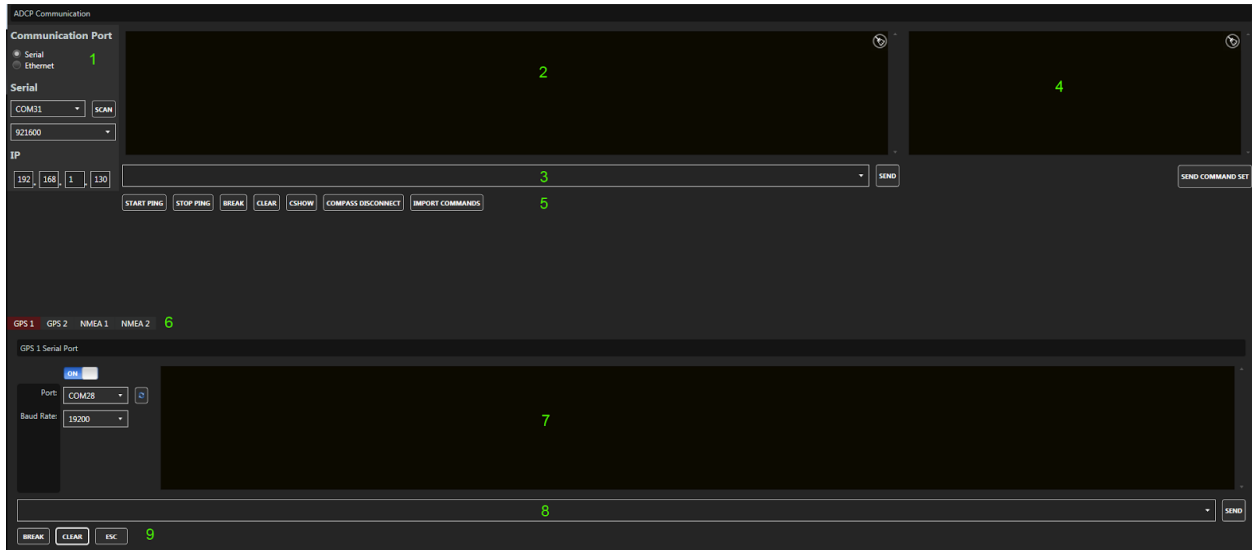 ADCP Communication
Communication Port
Serial
Ethernet
1
2
4
Serial
COM31 SCAN
921600
IP
192 . 168 . 1 . 130
3 SEND
SEND COMMAND SET
START PING STOP PING BREAK CLEAR CSHOW COMPASS DISCONNECT IMPORT COMMANDS 5
GPS 1 GPS 2 NMEA 1 NMEA 2 6
GPS 1 Serial Port
ON
Port: COM28
Baud Rate: 19200
7
8 SEND
BREAK CLEAR ESC 9